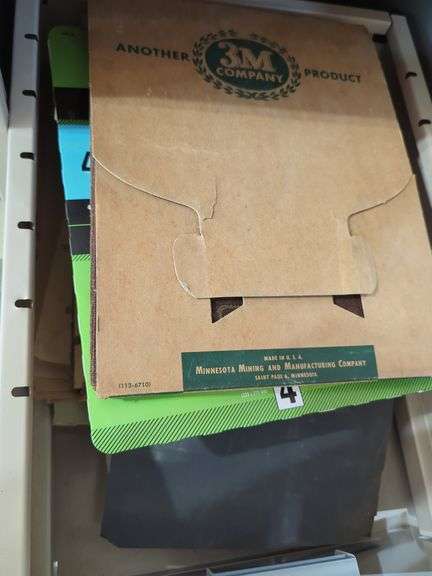 ANOTHER 3M COMPANY PRODUCT
MADE IN U. S. A.
MINNESOTA MINING AND MANUFACTURING COMPANY
SAINT PAUL 6, MINNESOTA
(113-6710)
4